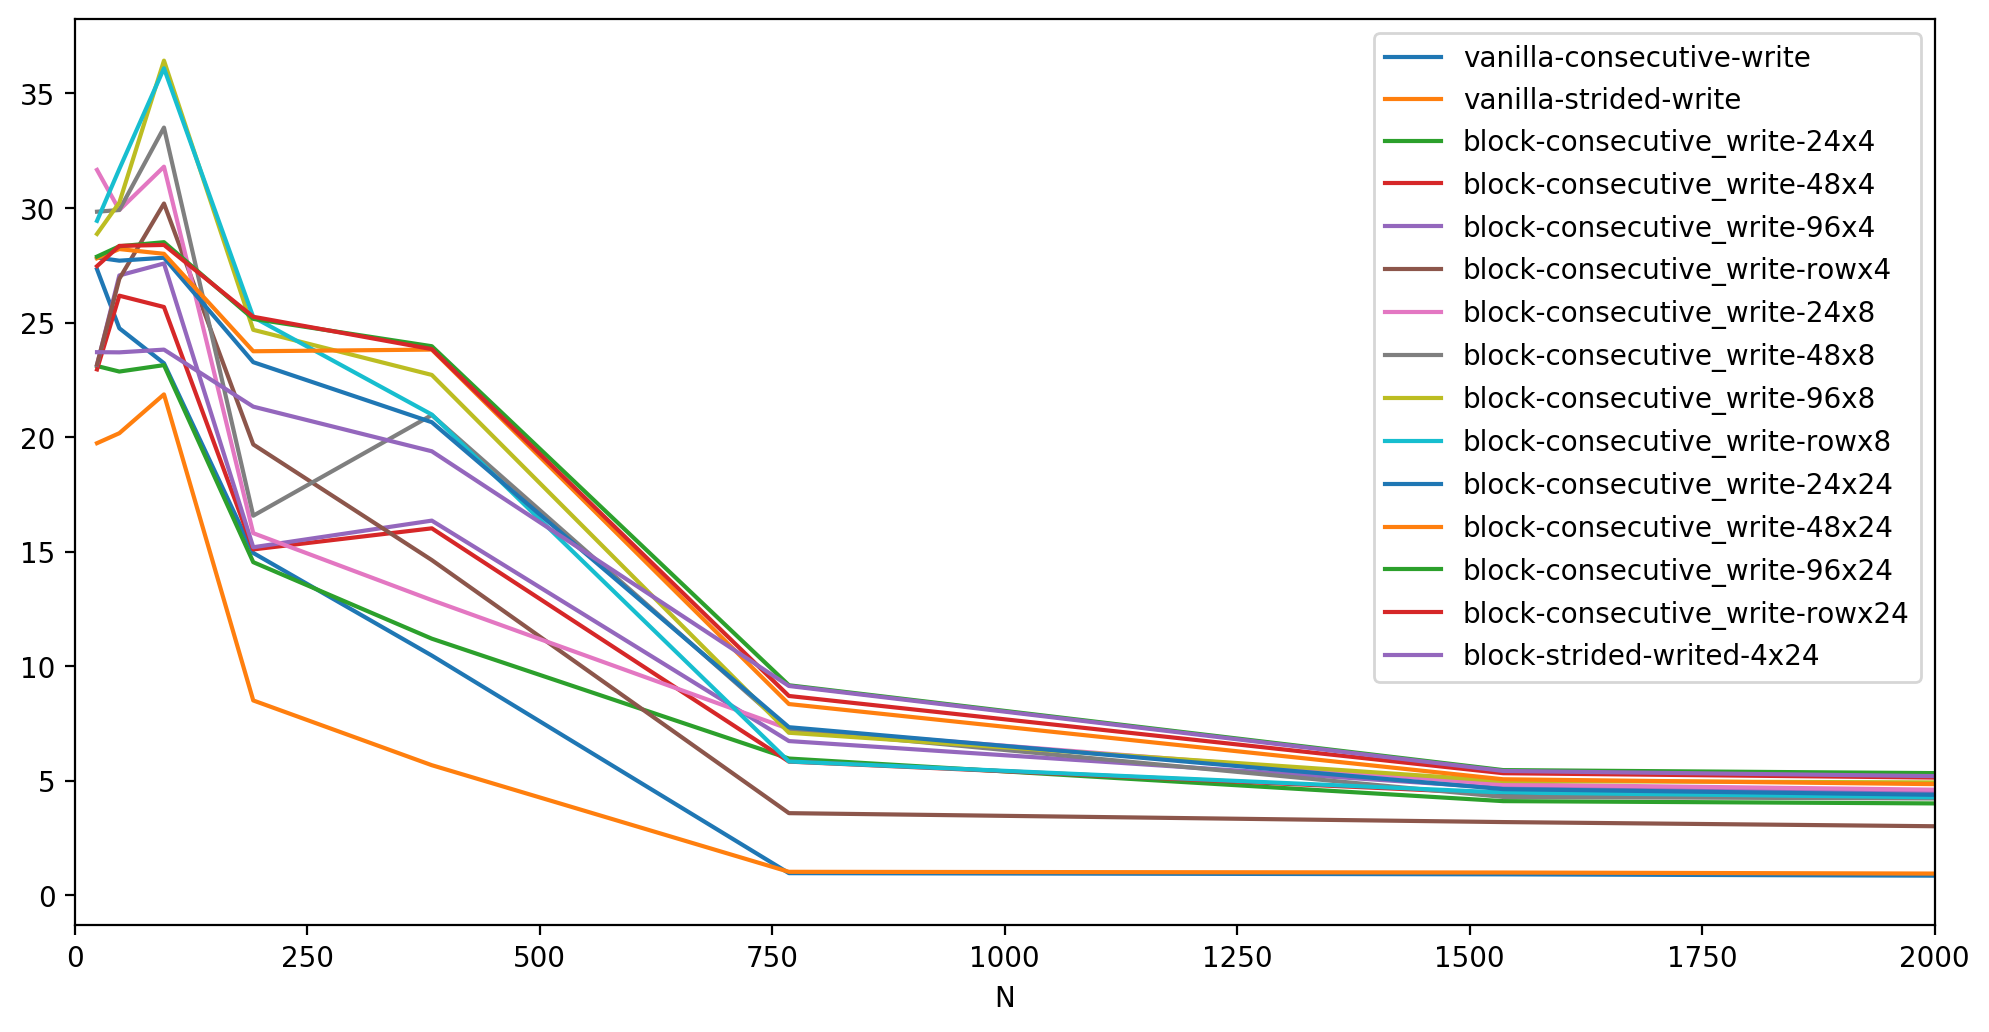 35
30
25
20
15
10
5
0
0 250 500 750 1000 1250 1500 1750 2000
N
vanilla-consecutive-write
vanilla-strided-write
block-consecutive_write-24x4
block-consecutive_write-48x4
block-consecutive_write-96x4
block-consecutive_write-rowx4
block-consecutive_write-24x8
block-consecutive_write-48x8
block-consecutive_write-96x8
block-consecutive_write-rowx8
block-consecutive_write-24x24
block-consecutive_write-48x24
block-consecutive_write-96x24
block-consecutive_write-rowx24
block-strided-writed-4x24